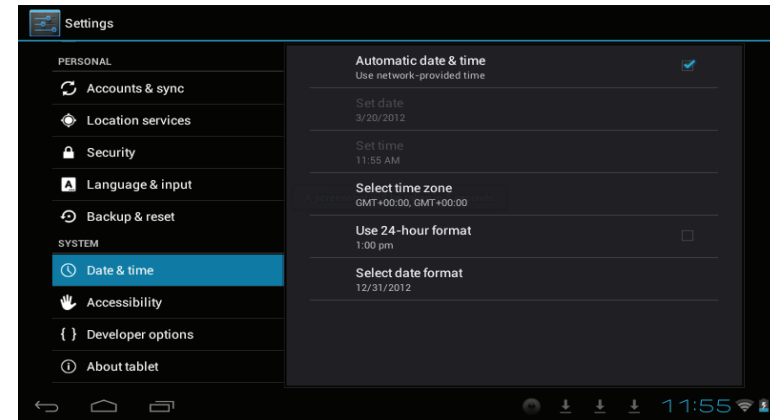 Settings
PERSONAL
Accounts & sync
Location services
Security
A Language & input
Backup & reset
SYSTEM
Date & time
Accessibility
{ } Developer options
About tablet
Automatic date & time
Use network-provided time
Set date
3/20/2012
Set time
11:55 AM
Select time zone
GMT+00:00, GMT+00:00
Use 24-hour format
1:00 pm
Select date format
12/31/2012
11:55